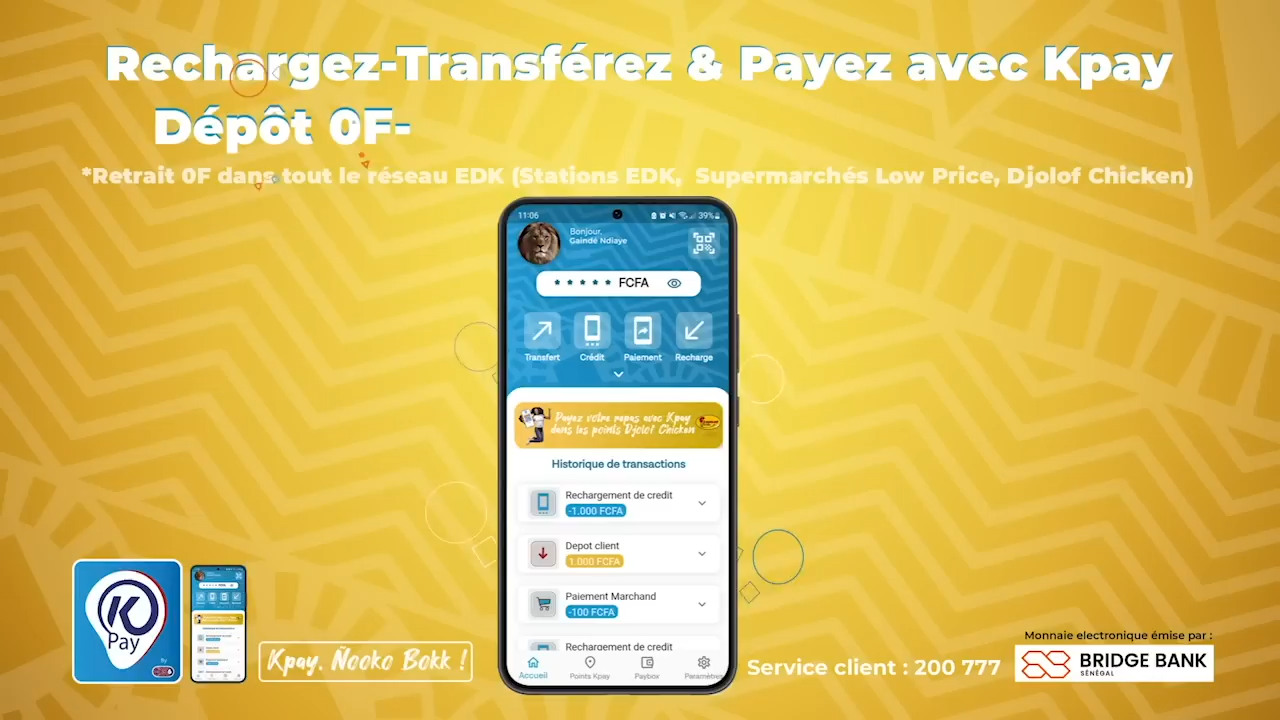 Rechargez-Transférez & Payez avec Kpay
Dépôt 0F-
*Retrait 0F dans tout le réseau EDK (Stations EDK, Supermarchés Low Price, Djolof Chicken)
11:06
39%
Bonjour,
Gaindé Ndiaye
* * * * * FCFA
Transfert Crédit Paiement Recharge
Payez votre repas avec Kpay
dans les points Djolof Chicken
Historique de transactions
Rechargement de credit
-1.000 FCFA
Depot client
1.000 FCFA
Paiement Marchand
-100 FCFA
Rechargement de credit
Accueil Points Kpay Paybox Paramètres
K
Pay
By
Kpay. Ñooko Bokk !
Service client : 200 777
Monnaie electronique émise par :
BRIDGE BANK
SÉNÉGAL